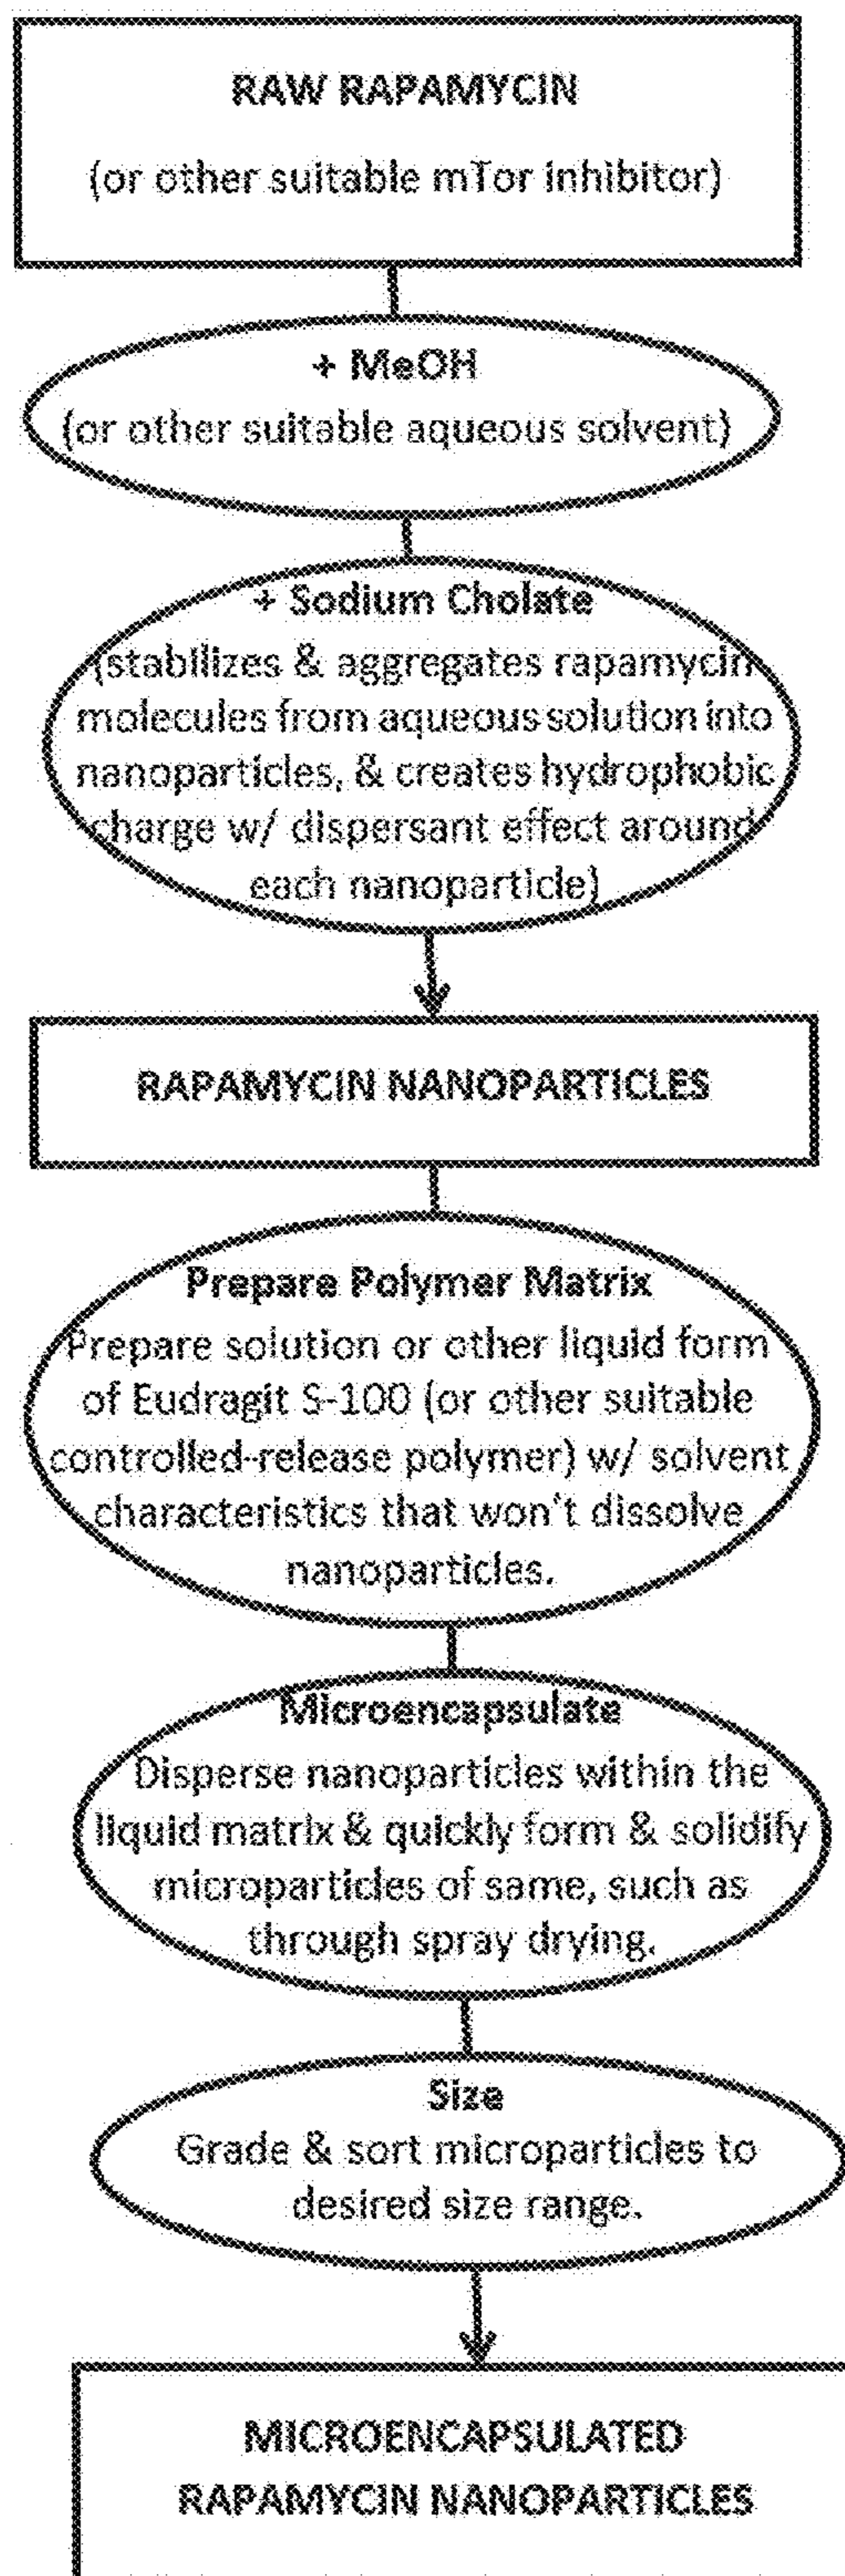 RAW RAPAMYCIN
(or other suitable mTor inhibitor)
+ MeOH
(or other suitable aqueous solvent)
+ Sodium Cholate
(stabilizes & aggregates rapamycin
molecules from aqueous solution into
nanoparticles, & creates hydrophobic
charge w/ dispersant effect around
each nanoparticle)
RAPAMYCIN NANOPARTICLES
Prepare Polymer Matrix
Prepare solution or other liquid form
of Eudragit S-100 (or other suitable
controlled-release polymer) w/ solvent
characteristics that won't dissolve
nanoparticles.
Microencapsulate
Disperse nanoparticles within the
liquid matrix & quickly form & solidify
microparticles of same, such as
through spray drying.
Size
Grade & sort microparticles to
desired size range.
MICROENCAPSULATED
RAPAMYCIN NANOPARTICLES